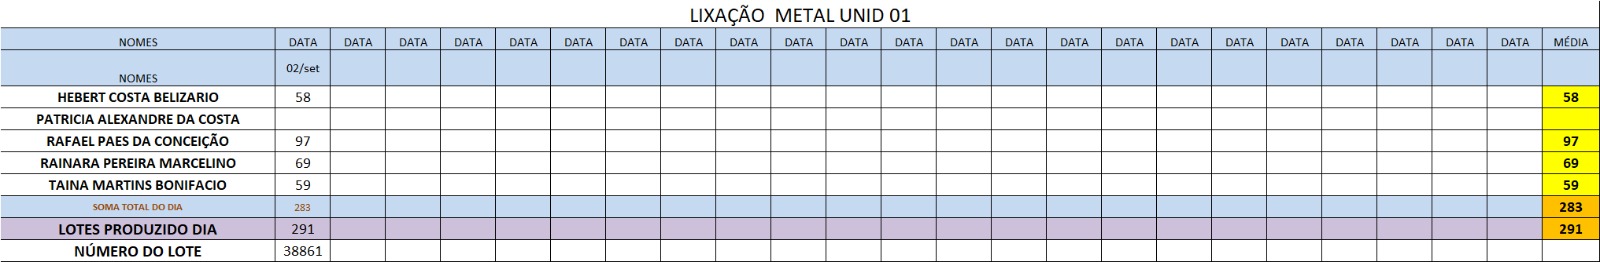 LIXAÇÃO METAL UNID 01
NOMES DATA DATA DATA DATA DATA DATA DATA DATA DATA DATA DATA DATA DATA DATA DATA DATA DATA DATA DATA DATA DATA DATA DATA MÉDIA
NOMES 02/set
HEBERT COSTA BELIZARIO 58 58
PATRICIA ALEXANDRE DA COSTA
RAFAEL PAES DA CONCEIÇÃO 97 97
RAINARA PEREIRA MARCELINO 69 69
TAINA MARTINS BONIFACIO 59 59
SOMA TOTAL DO DIA 283 283
LOTES PRODUZIDO DIA 291 291
NÚMERO DO LOTE 38861